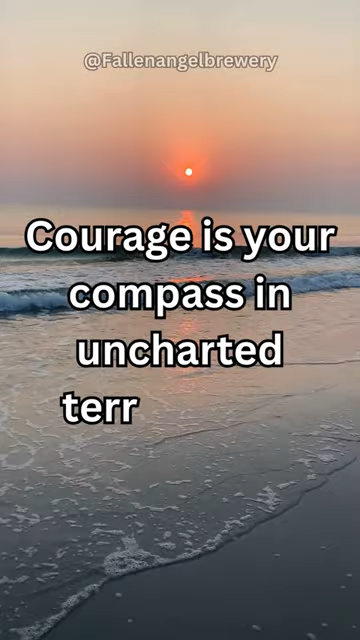 @Fallenangelbrewery
Courage is your
compass in
uncharted
terr